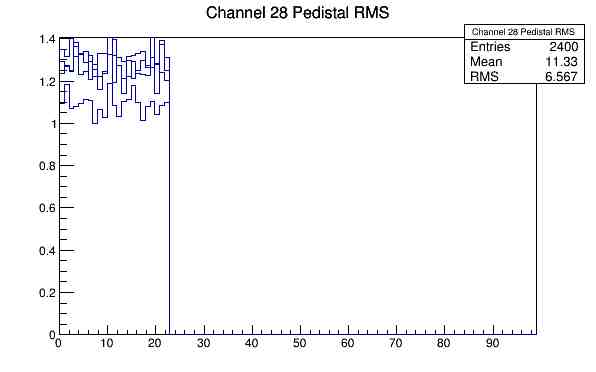 Channel 28 Pedistal RMS
Channel 28 Pedistal RMS
Entries 2400
Mean 11.33
RMS 6.567
1.4
1.2
1
0.8
0.6
0.4
0.2
0
0 10 20 30 40 50 60 70 80 90